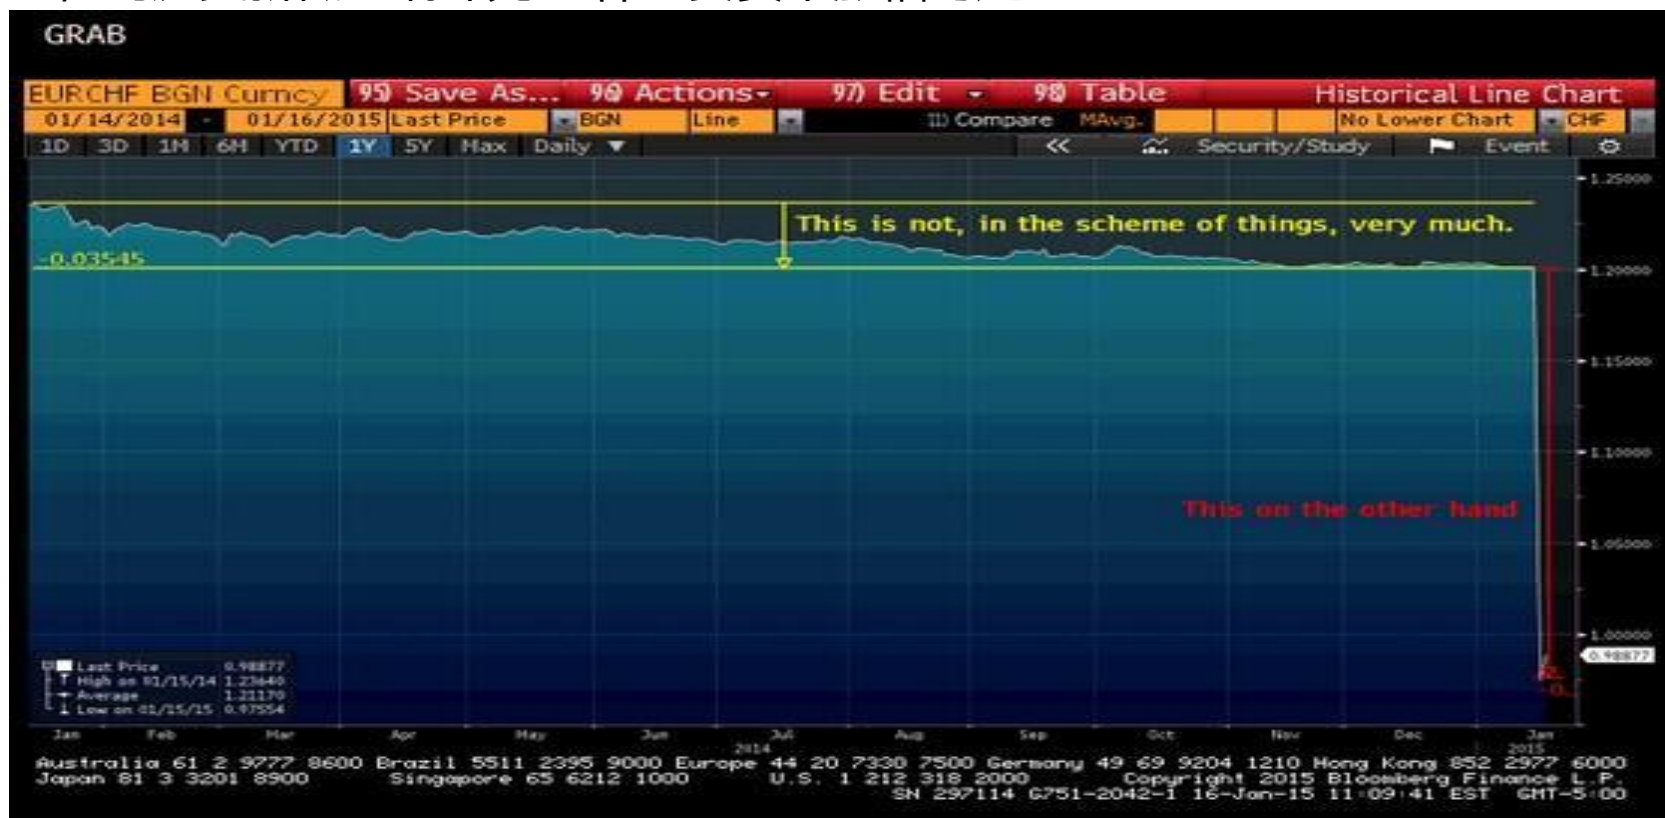 GRAB
EURCHF BGN Curncy 95) Save As... 96) Actions 97) Edit 98) Table Historical Line Chart
01/14/2014 - 01/16/2015 Last Price BGN Line 11) Compare MAvg. No Lower Chart CHF
1D 3D 1M 6M YTD 1Y 5Y Max Daily ▼ « Security/Study Event
1.25000
This is not, in the scheme of things, very much.
-0.03545
1.20000
1.15000
1.10000
This on the other hand
1.05000
1.00000
0.98877
Last Price 0.98877
High on 01/15/14 1.23640
Average 1.21170
Low on 01/15/15 0.97554
Jan Feb Mar Apr May Jun Jul Aug Sep Oct Nov Dec Jan
2014 2015
Australia 61 2 9777 8600 Brazil 5511 2395 9000 Europe 44 20 7330 7500 Germany 49 69 9204 1210 Hong Kong 852 2977 6000
Japan 81 3 3201 8900 Singapore 65 6212 1000 U.S. 1 212 318 2000 Copyright 2015 Bloomberg Finance L.P.
SN 297114 G751-2042-1 16-Jan-15 11:09:41 EST GMT-5:00